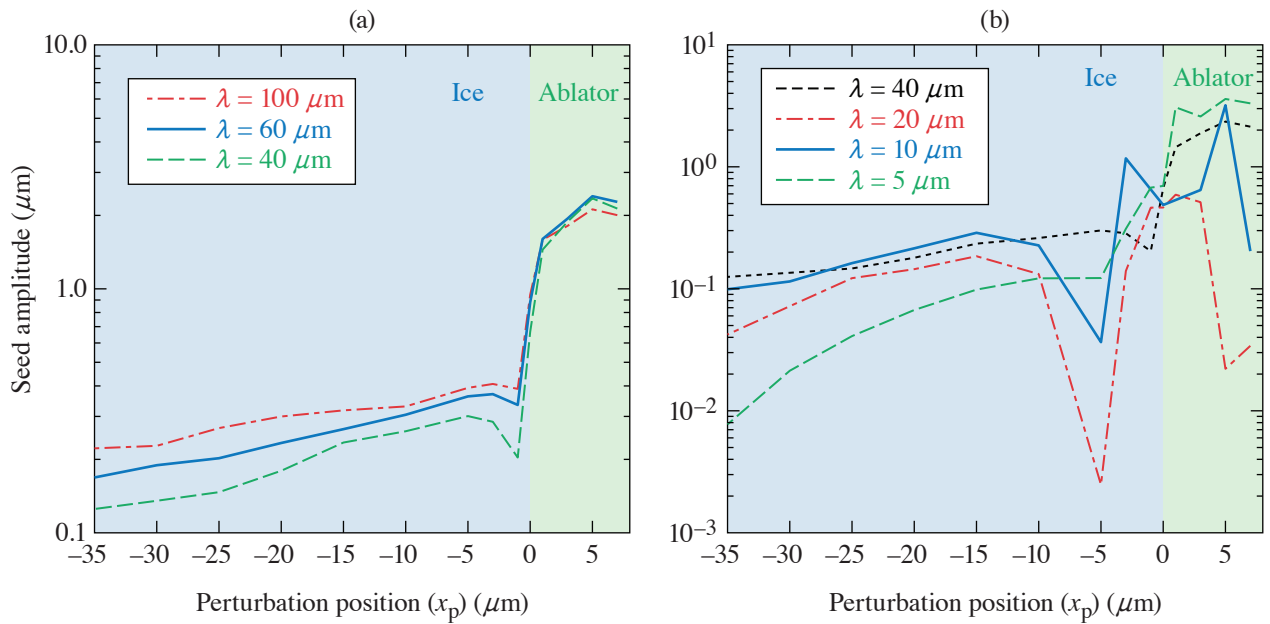 (a)
10.0
1.0
0.1
Seed amplitude (μm)
λ = 100 μm
λ = 60 μm
λ = 40 μm
Ice
Ablator
–35 –30 –25 –20 –15 –10 –5 0 5
Perturbation position (xp) (μm)
(b)
10¹
10⁰
10⁻¹
10⁻²
10⁻³
λ = 40 μm
λ = 20 μm
λ = 10 μm
λ = 5 μm
Ice
Ablator
–35 –30 –25 –20 –15 –10 –5 0 5
Perturbation position (xp) (μm)